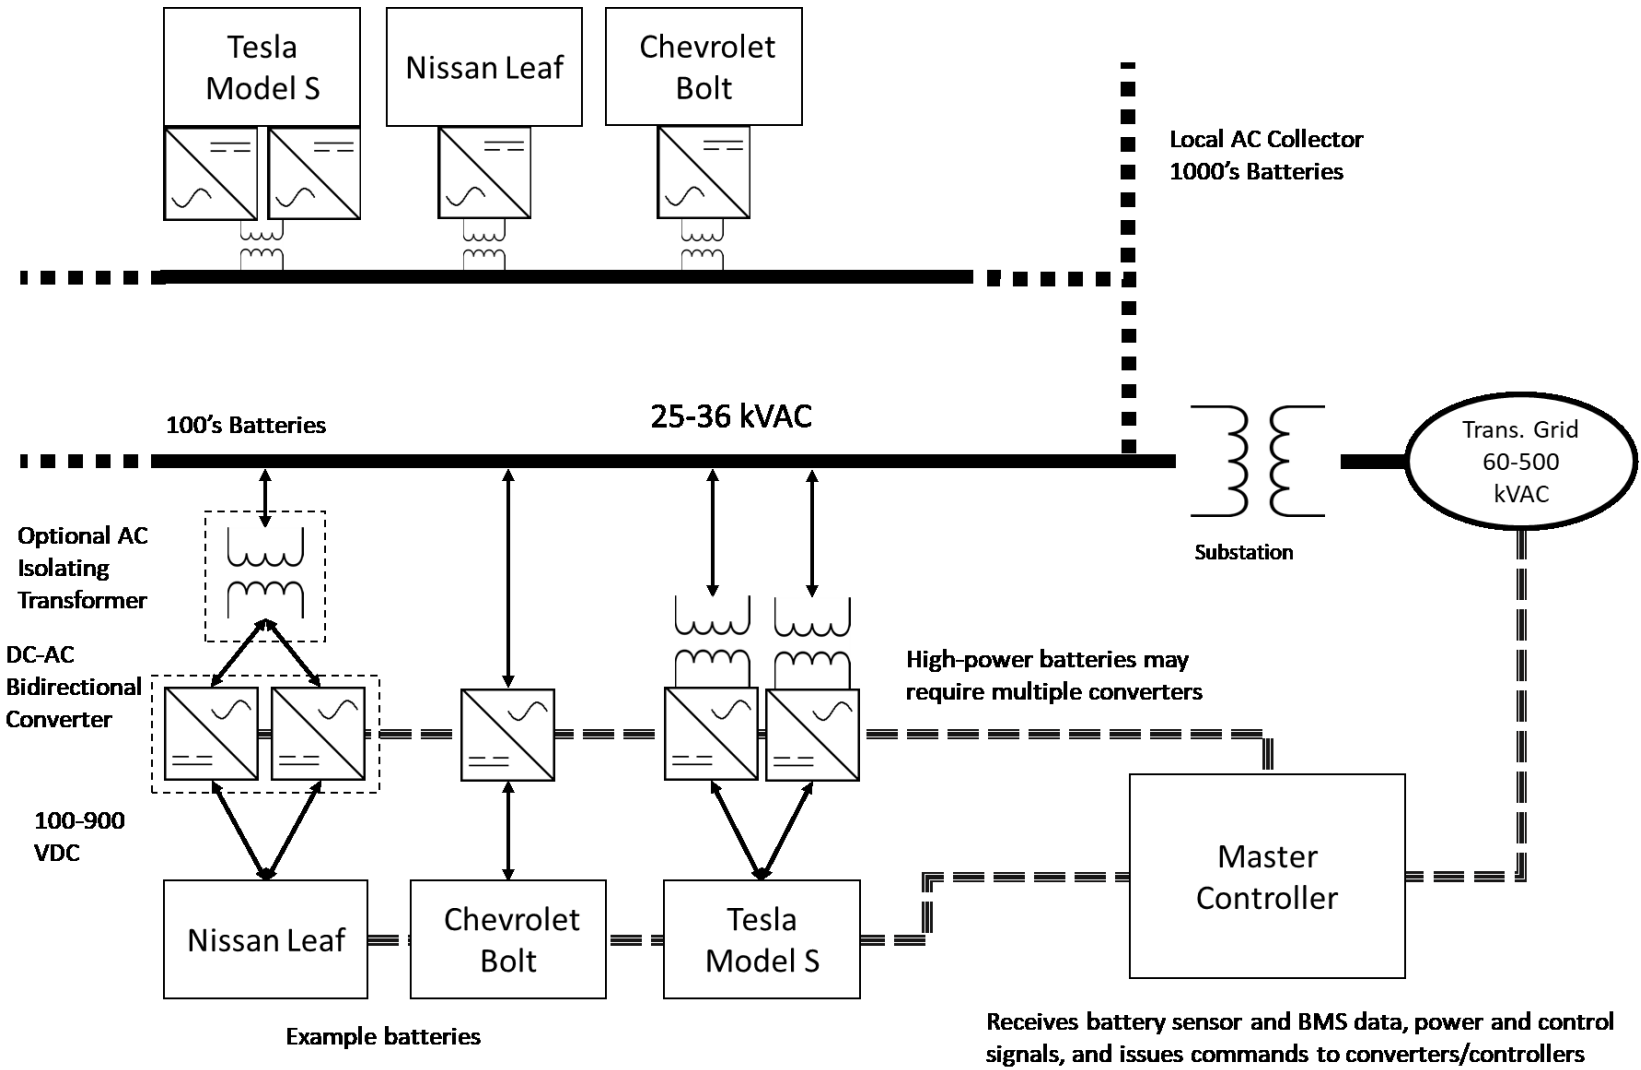 Tesla
Model S
Nissan Leaf
Chevrolet
Bolt
Local AC Collector
1000's Batteries
100's Batteries
25-36 kVAC
Trans. Grid
60-500
kVAC
Substation
Optional AC
Isolating
Transformer
DC-AC
Bidirectional
Converter
High-power batteries may
require multiple converters
100-900
VDC
Master
Controller
Nissan Leaf
Chevrolet
Bolt
Tesla
Model S
Example batteries
Receives battery sensor and BMS data, power and control
signals, and issues commands to converters/controllers